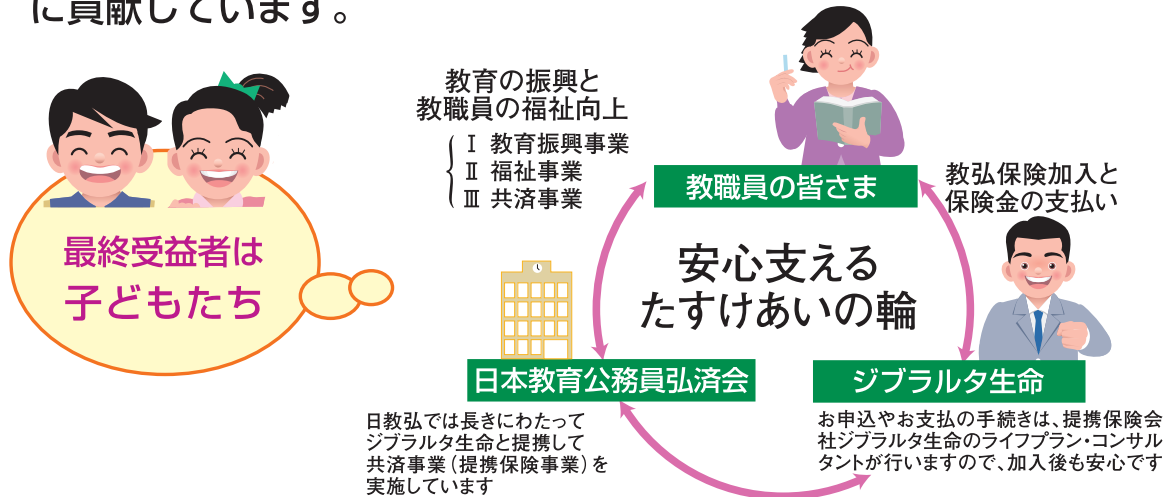 に貢献しています。
教育の振興と
教職員の福祉向上
Ⅰ 教育振興事業
Ⅱ 福祉事業
Ⅲ 共済事業
教職員の皆さま
教弘保険加入と
保険金の支払い
最終受益者は
子どもたち
安心支える
たすけあいの輪
日本教育公務員弘済会
ジブラルタ生命
日教弘では長きにわたって
ジブラルタ生命と提携して
共済事業(提携保険事業)を
実施しています
お申込やお支払の手続きは、提携保険会
社ジブラルタ生命のライフプラン・コンサル
タントが行いますので、加入後も安心です